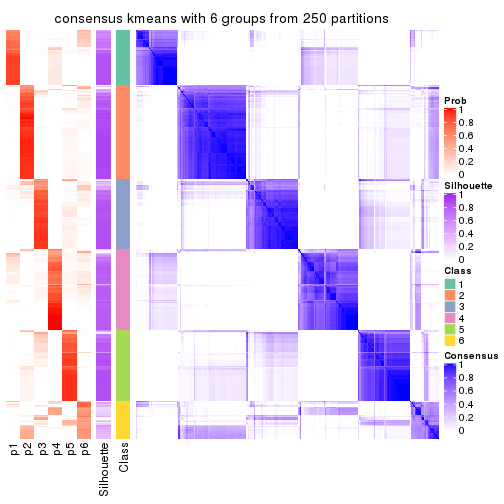 consensus kmeans with 6 groups from 250 partitions
Prob
1
0.8
0.6
0.4
0.2
0
Silhouette
1
0.8
0.6
0.4
0.2
0
Class
1
2
3
4
5
6
Consensus
1
0.8
0.6
0.4
0.2
0
p1
p2
p3
p4
p5
p6
Silhouette
Class